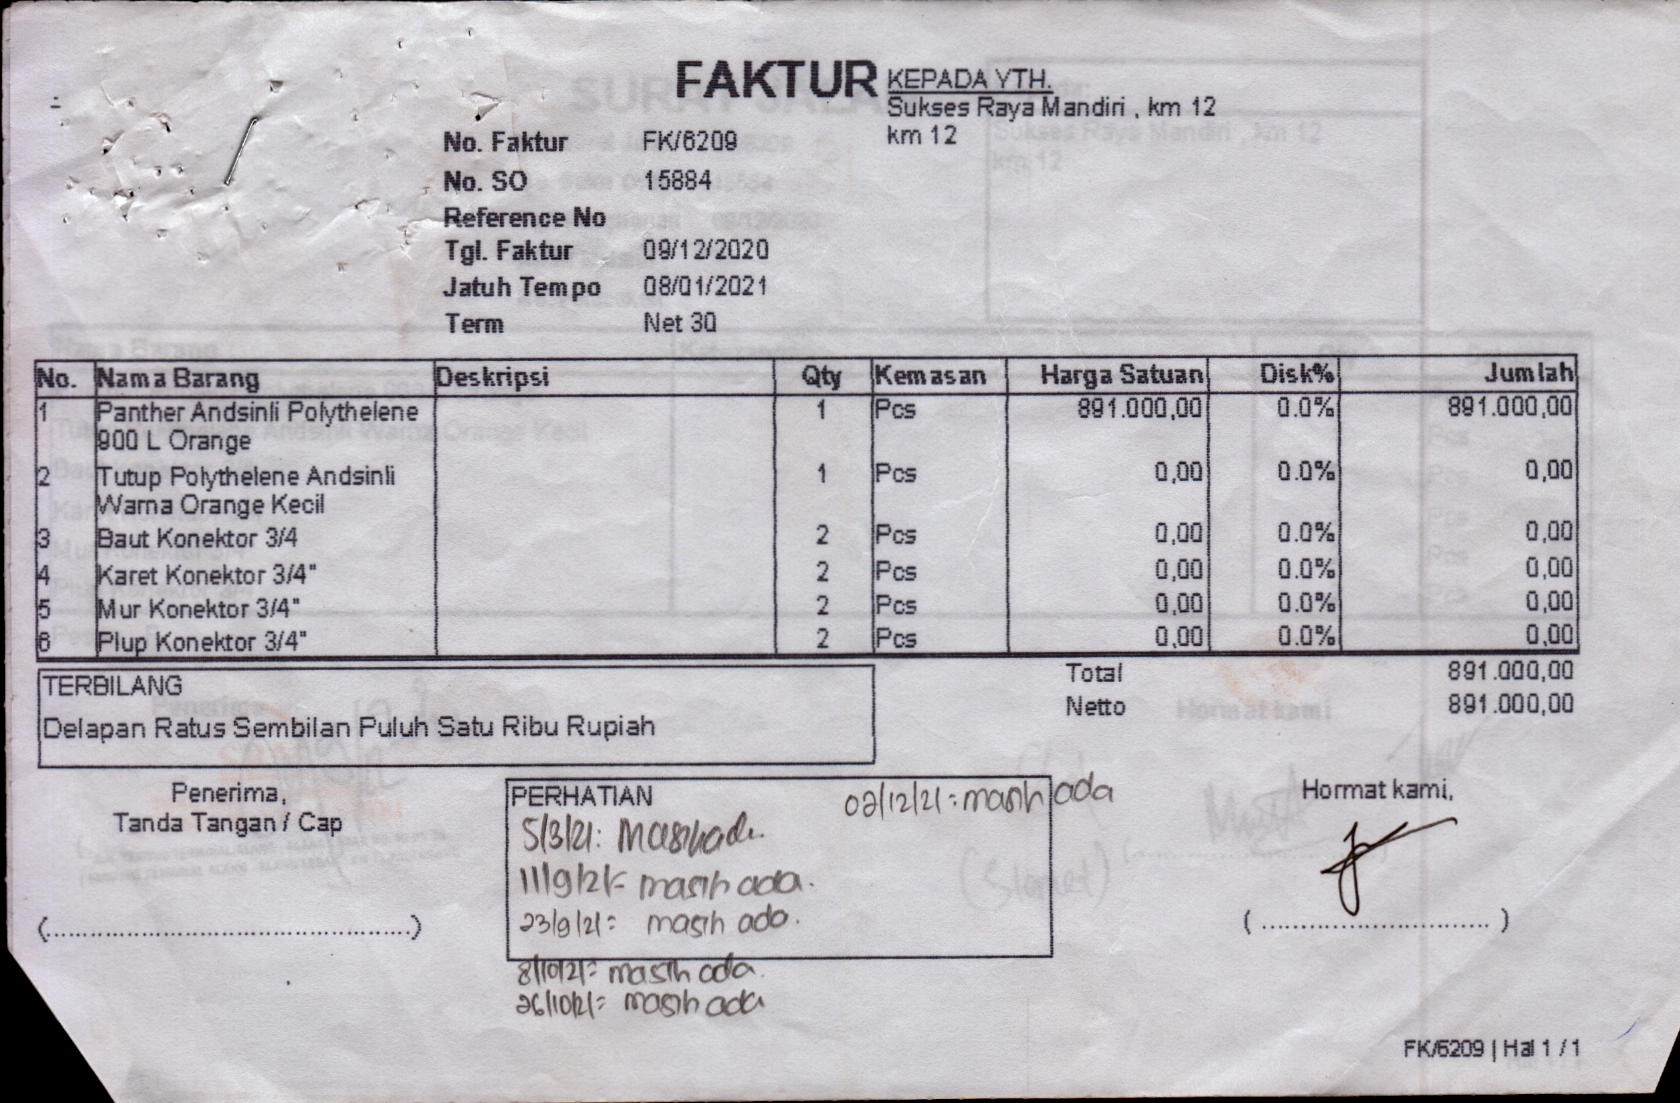 FAKTUR
KEPADA YTH.
Sukses Raya Mandiri , km 12
km 12
No. Faktur FK/6209
No. SO 15884
Reference No
Tgl. Faktur 09/12/2020
Jatuh Tempo 08/01/2021
Term Net 30
No. Nama Barang Deskripsi Qty Kemasan Harga Satuan Disk% Jumlah
1 Panther Andsinli Polythelene 1 Pcs 891.000,00 0.0% 891.000,00
900 L Orange
2 Tutup Polythelene Andsinli 1 Pcs 0,00 0.0% 0,00
Warna Orange Kecil
3 Baut Konektor 3/4 2 Pcs 0,00 0.0% 0,00
4 Karet Konektor 3/4" 2 Pcs 0,00 0.0% 0,00
5 Mur Konektor 3/4" 2 Pcs 0,00 0.0% 0,00
6 Plup Konektor 3/4" 2 Pcs 0,00 0.0% 0,00
Total 891.000,00
Netto 891.000,00
TERBILANG
Delapan Ratus Sembilan Puluh Satu Ribu Rupiah
Penerima,
Tanda Tangan / Cap
(................................................)
PERHATIAN
02/12/21: masih ada
5/3/21: Masih ada.
11/9/21= masih ada.
23/9/21= masih ada.
8/10/21= masih ada.
26/10/21= masih ada
Hormat kami,
( .............................. )
FK/6209 | Hal 1 / 1